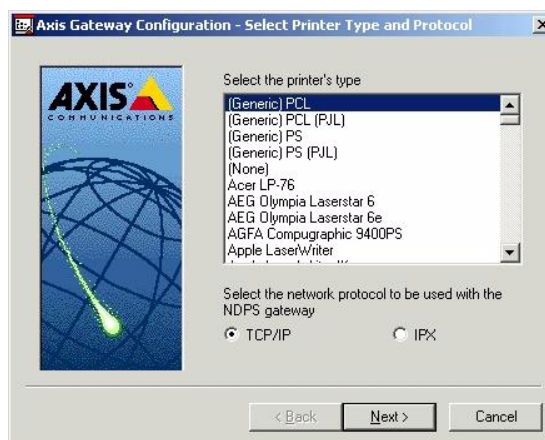 Axis Gateway Configuration - Select Printer Type and Protocol
AXIS
COMMUNICATIONS
Select the printer's type
(Generic) PCL
(Generic) PCL (PJL)
(Generic) PS
(Generic) PS (PJL)
(None)
Acer LP-76
AEG Olympia Laserstar 6
AEG Olympia Laserstar 6e
AGFA Compugraphic 9400PS
Apple LaserWriter
Select the network protocol to be used with the
NDPS gateway
TCP/IP
IPX
< Back
Next >
Cancel